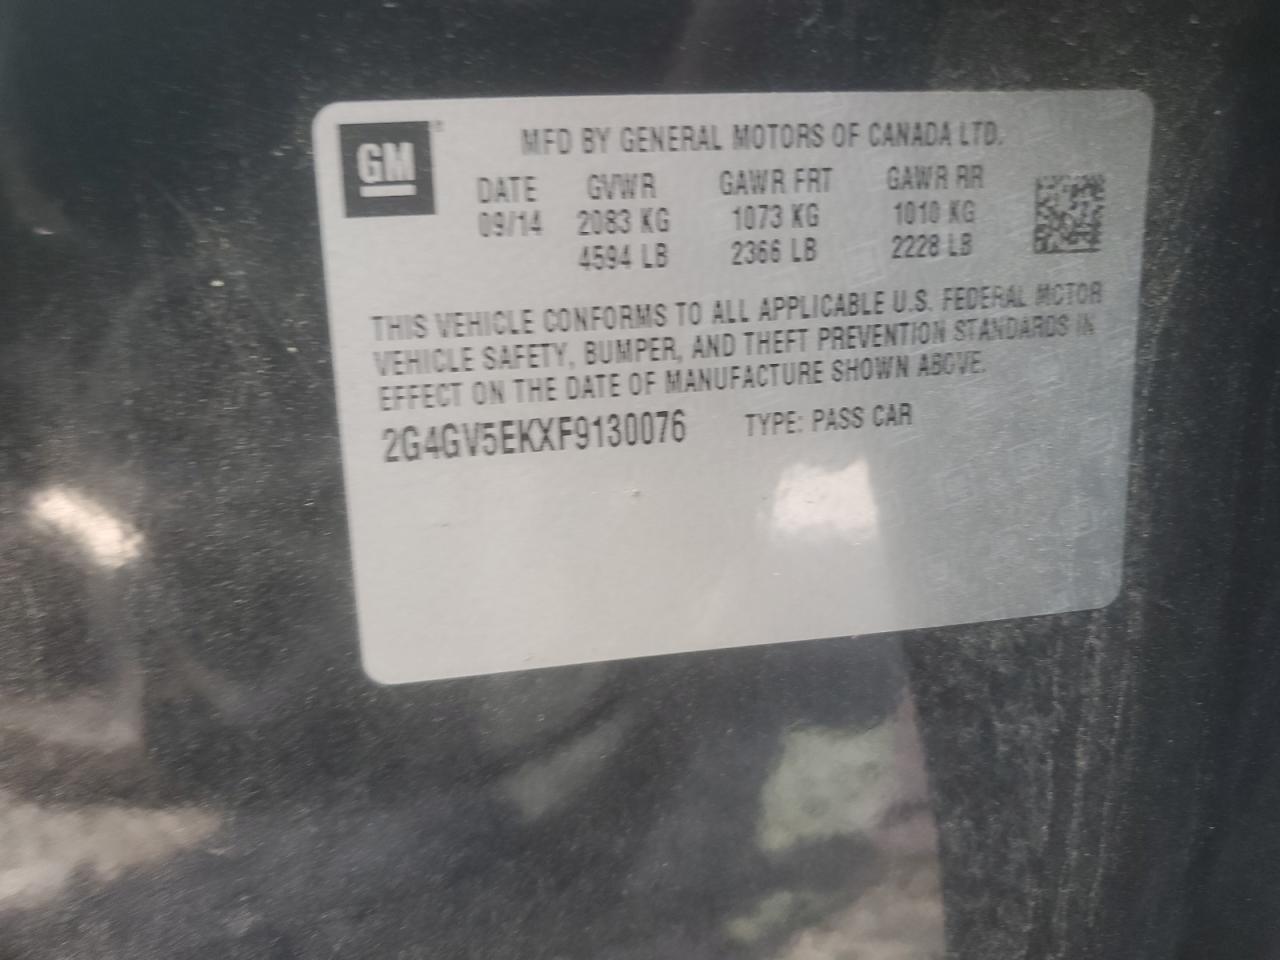 GM
MFD BY GENERAL MOTORS OF CANADA LTD.
DATE GVWR GAWR FRT GAWR RR
09/14 2083 KG 1073 KG 1010 KG
4594 LB 2366 LB 2228 LB
THIS VEHICLE CONFORMS TO ALL APPLICABLE U.S. FEDERAL MOTOR
VEHICLE SAFETY, BUMPER, AND THEFT PREVENTION STANDARDS IN
EFFECT ON THE DATE OF MANUFACTURE SHOWN ABOVE.
2G4GV5EKXF9130076 TYPE: PASS CAR